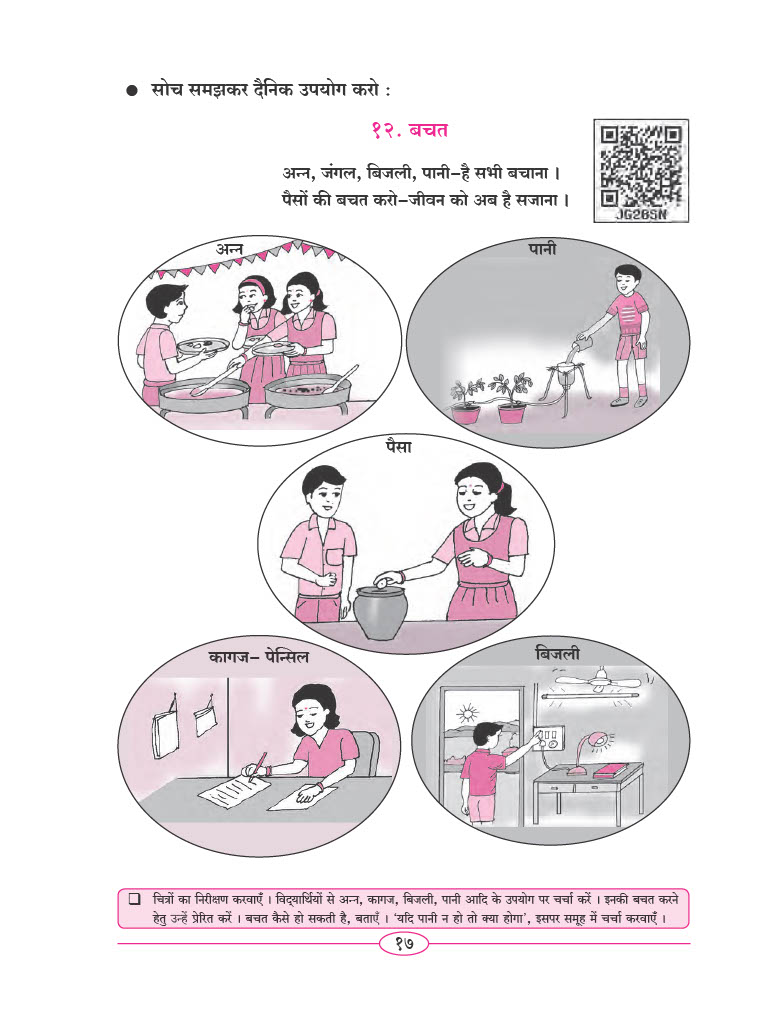 ● सोच समझकर दैनिक उपयोग करो :
१२. बचत
अन्न, जंगल, बिजली, पानी–है सभी बचाना ।
पैसों की बचत करो–जीवन को अब है सजाना ।
JG28SN
अन्न
पानी
पैसा
कागज– पेन्सिल
बिजली
❑ चित्रों का निरीक्षण करवाएँ । विद्‌यार्थियों से अन्न, कागज, बिजली, पानी आदि के उपयोग पर चर्चा करें । इनकी बचत करने
हेतु उन्हें प्रेरित करें । बचत कैसे हो सकती है, बताएँ । ‘यदि पानी न हो तो क्या होगा’, इसपर समूह में चर्चा करवाएँ ।
१७